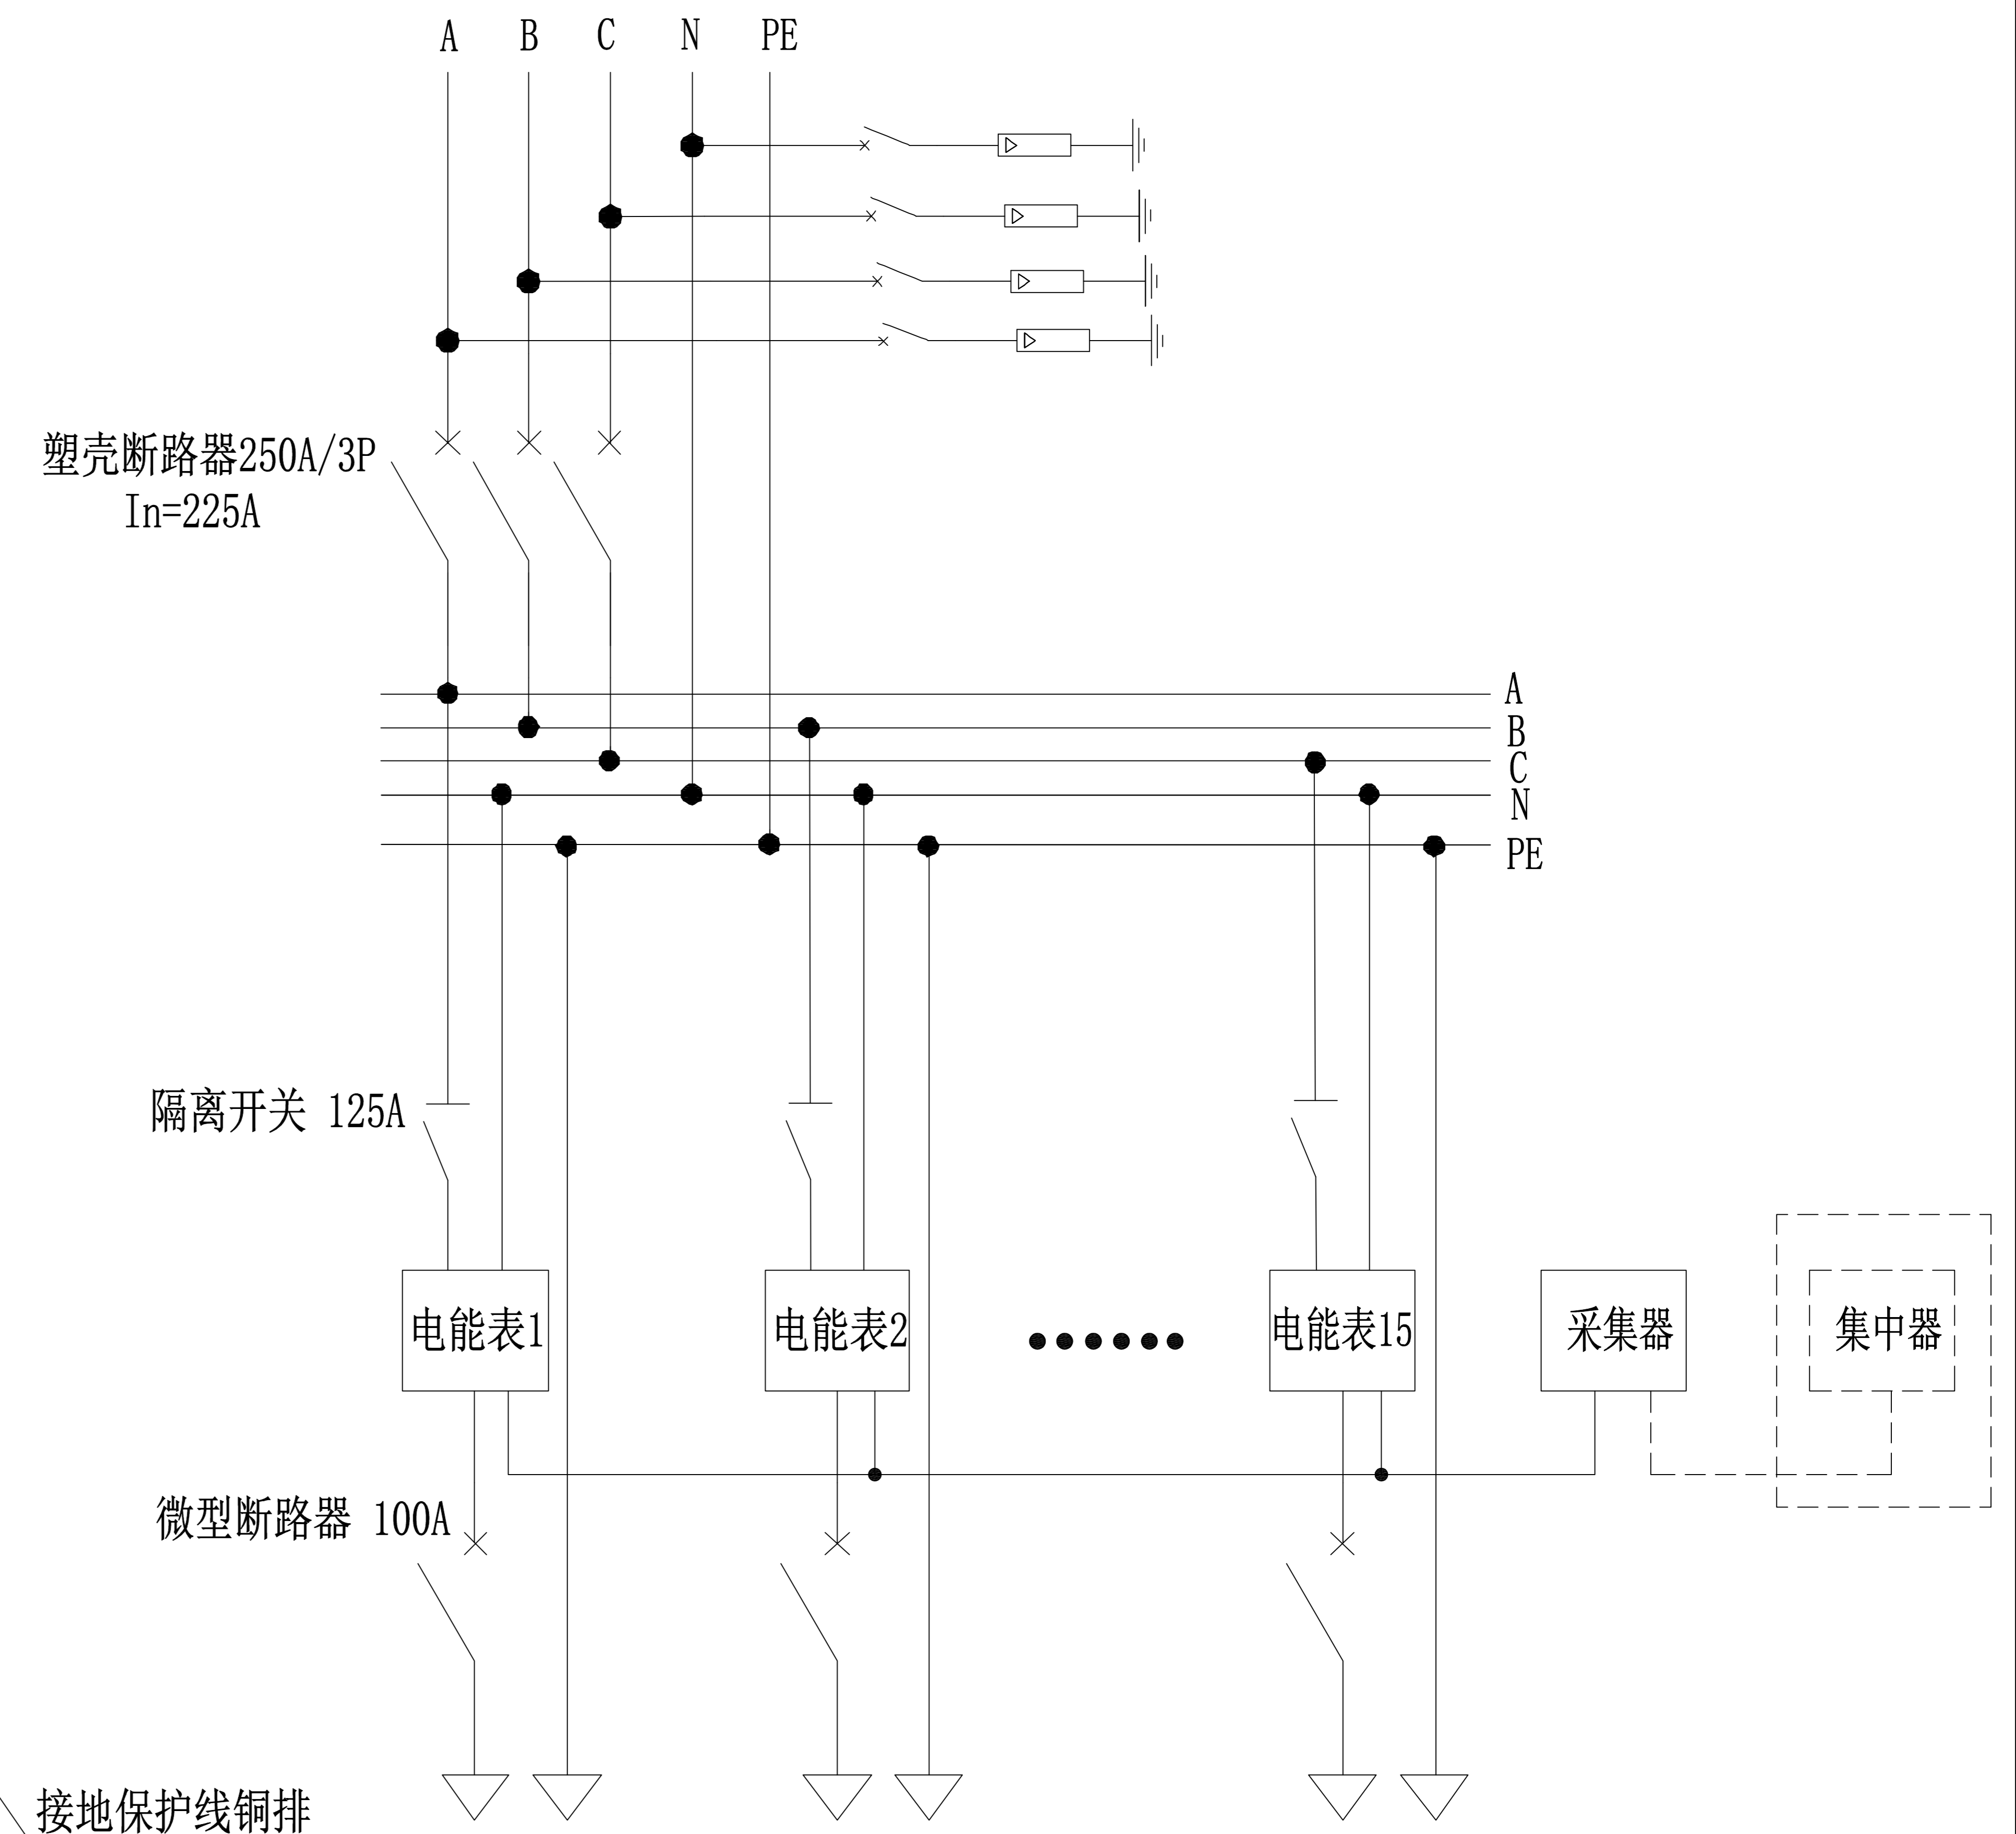 A B C N PE
塑壳断路器250A/3P
In=225A
A
B
C
N
PE
隔离开关 125A
电能表1
电能表2
电能表15
采集器
集中器
微型断路器 100A
接地保护线铜排